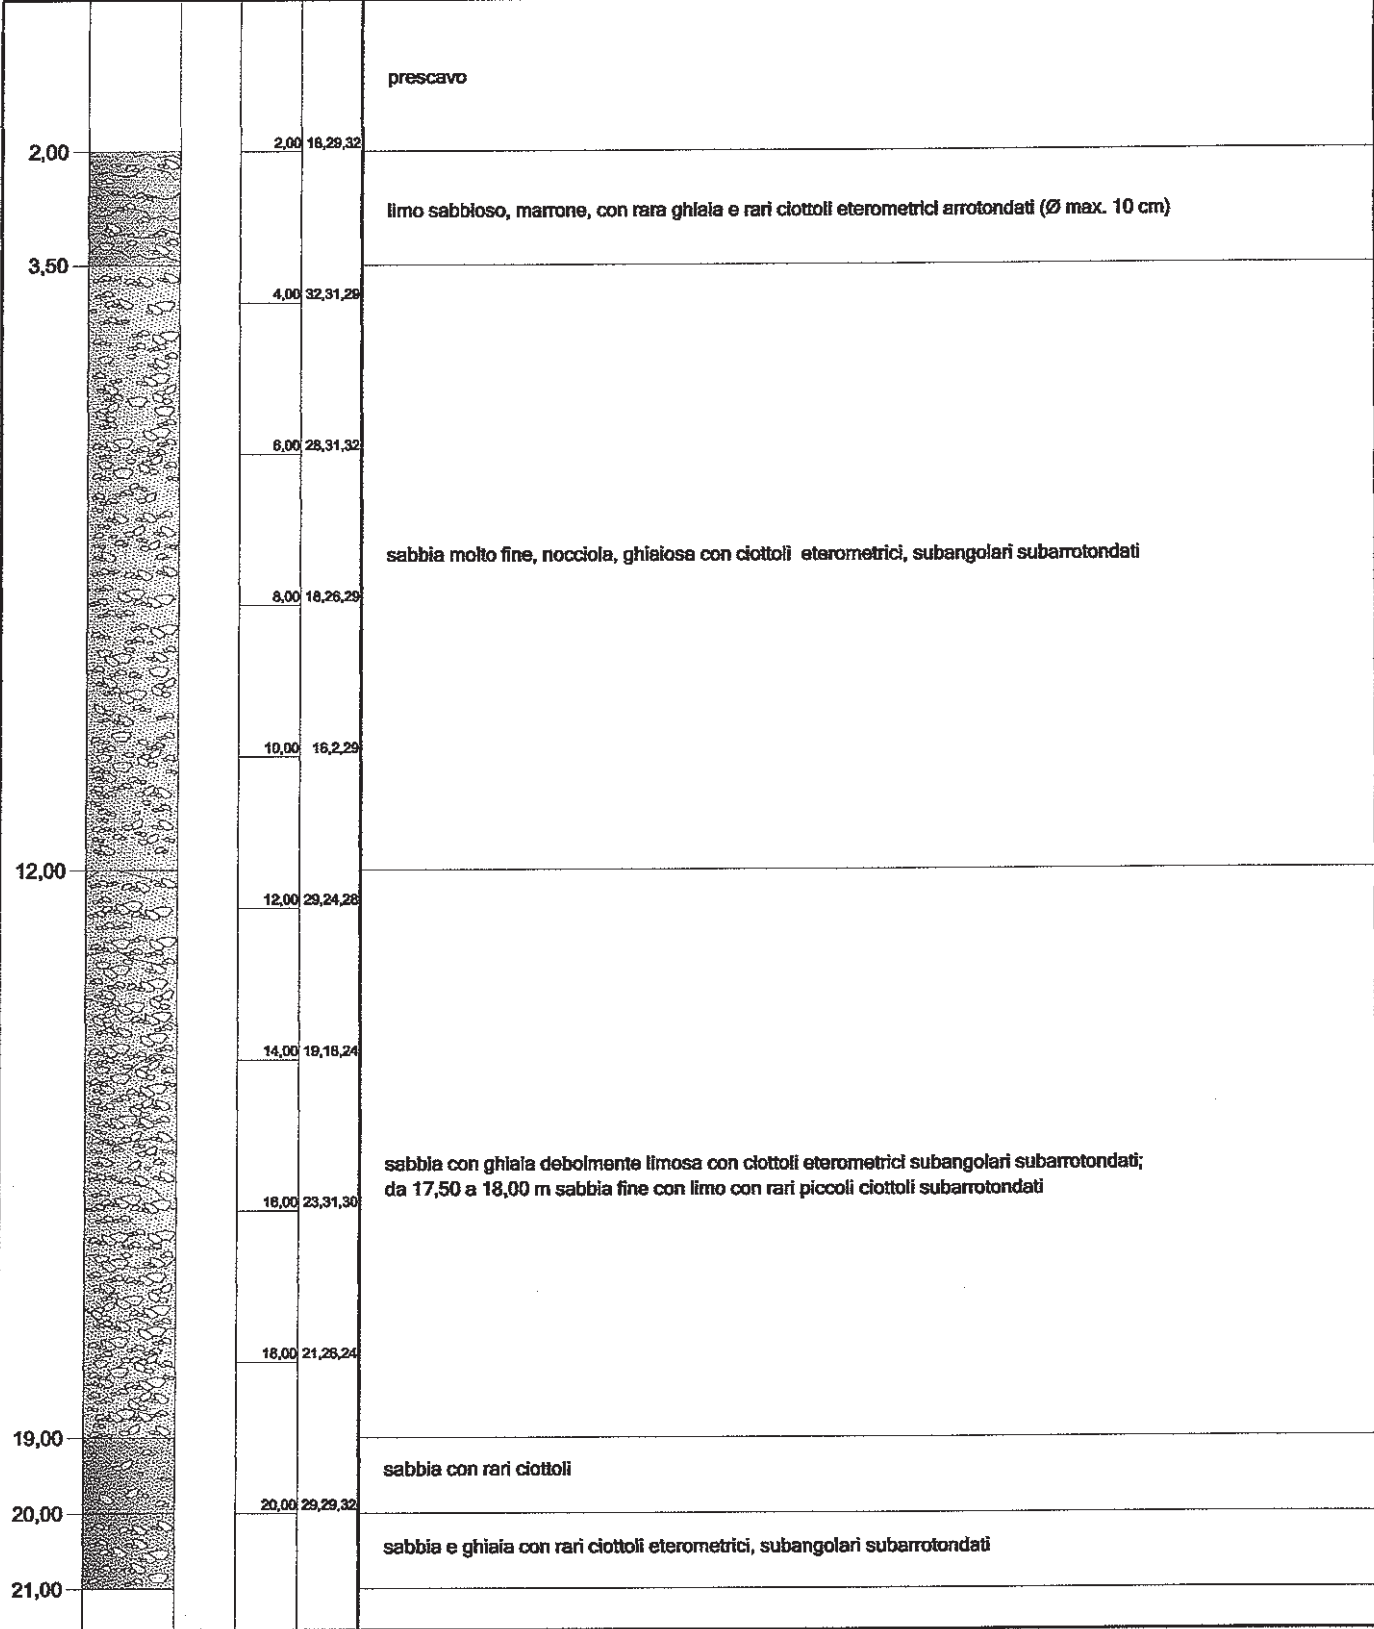 prescavo
2,00 18,29,32
2,00
limo sabbioso, marrone, con rara ghiaia e rari ciottoli eterometrici arrotondati (Ø max. 10 cm)
3,50
4,00 32,31,29
6,00 28,31,32
sabbia molto fine, nocciola, ghiaiosa con ciottoli eterometrici, subangolari subarrotondati
8,00 18,26,29
10,00 16,2,29
12,00
12,00 29,24,28
14,00 19,18,24
sabbia con ghiaia debolmente limosa con ciottoli eterometrici subangolari subarrotondati;
da 17,50 a 18,00 m sabbia fine con limo con rari piccoli ciottoli subarrotondati
16,00 23,31,30
18,00 21,26,24
19,00
sabbia con rari ciottoli
20,00 29,29,32
20,00
sabbia e ghiaia con rari ciottoli eterometrici, subangolari subarrotondati
21,00